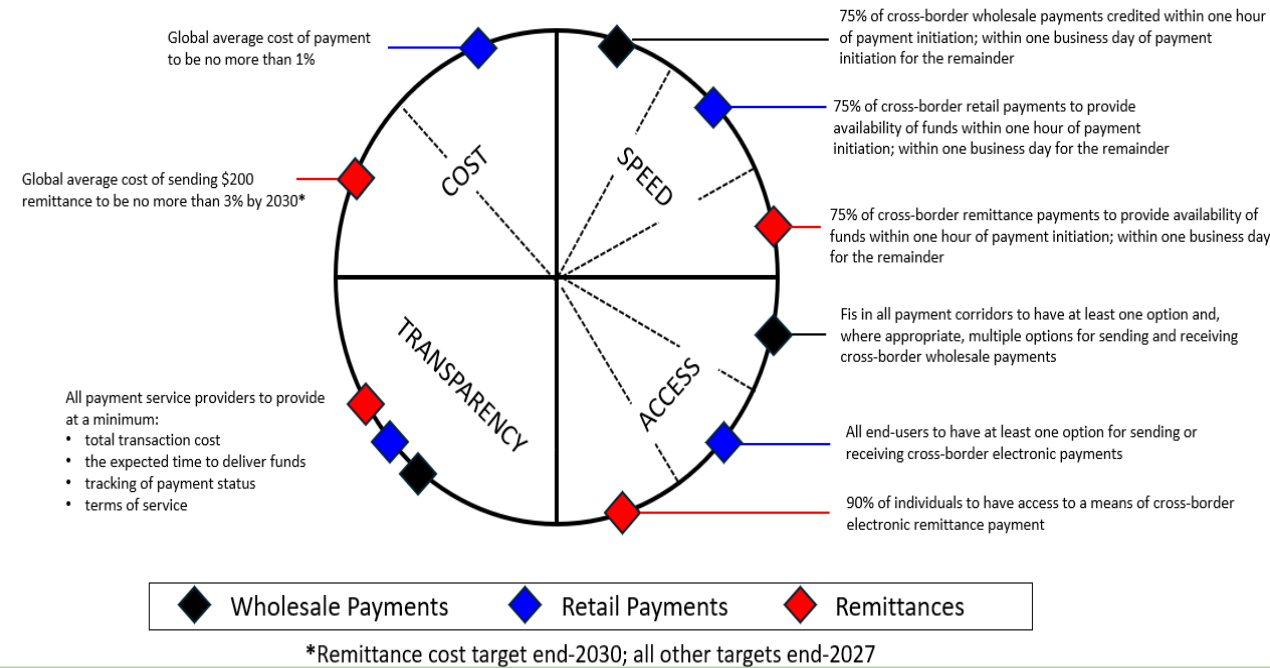 Global average cost of payment
to be no more than 1%
75% of cross-border wholesale payments credited within one hour
of payment initiation; within one business day of payment
initiation for the remainder
75% of cross-border retail payments to provide
availability of funds within one hour of payment
initiation; within one business day for the remainder
COST
SPEED
Global average cost of sending $200
remittance to be no more than 3% by 2030*
75% of cross-border remittance payments to provide availability of
funds within one hour of payment initiation; within one business day
for the remainder
Fis in all payment corridors to have at least one option and,
where appropriate, multiple options for sending and receiving
cross-border wholesale payments
TRANSPARENCY
ACCESS
All payment service providers to provide
at a minimum:
• total transaction cost
• the expected time to deliver funds
• tracking of payment status
• terms of service
All end-users to have at least one option for sending or
receiving cross-border electronic payments
90% of individuals to have access to a means of cross-border
electronic remittance payment
Wholesale Payments
Retail Payments
Remittances
*Remittance cost target end-2030; all other targets end-2027